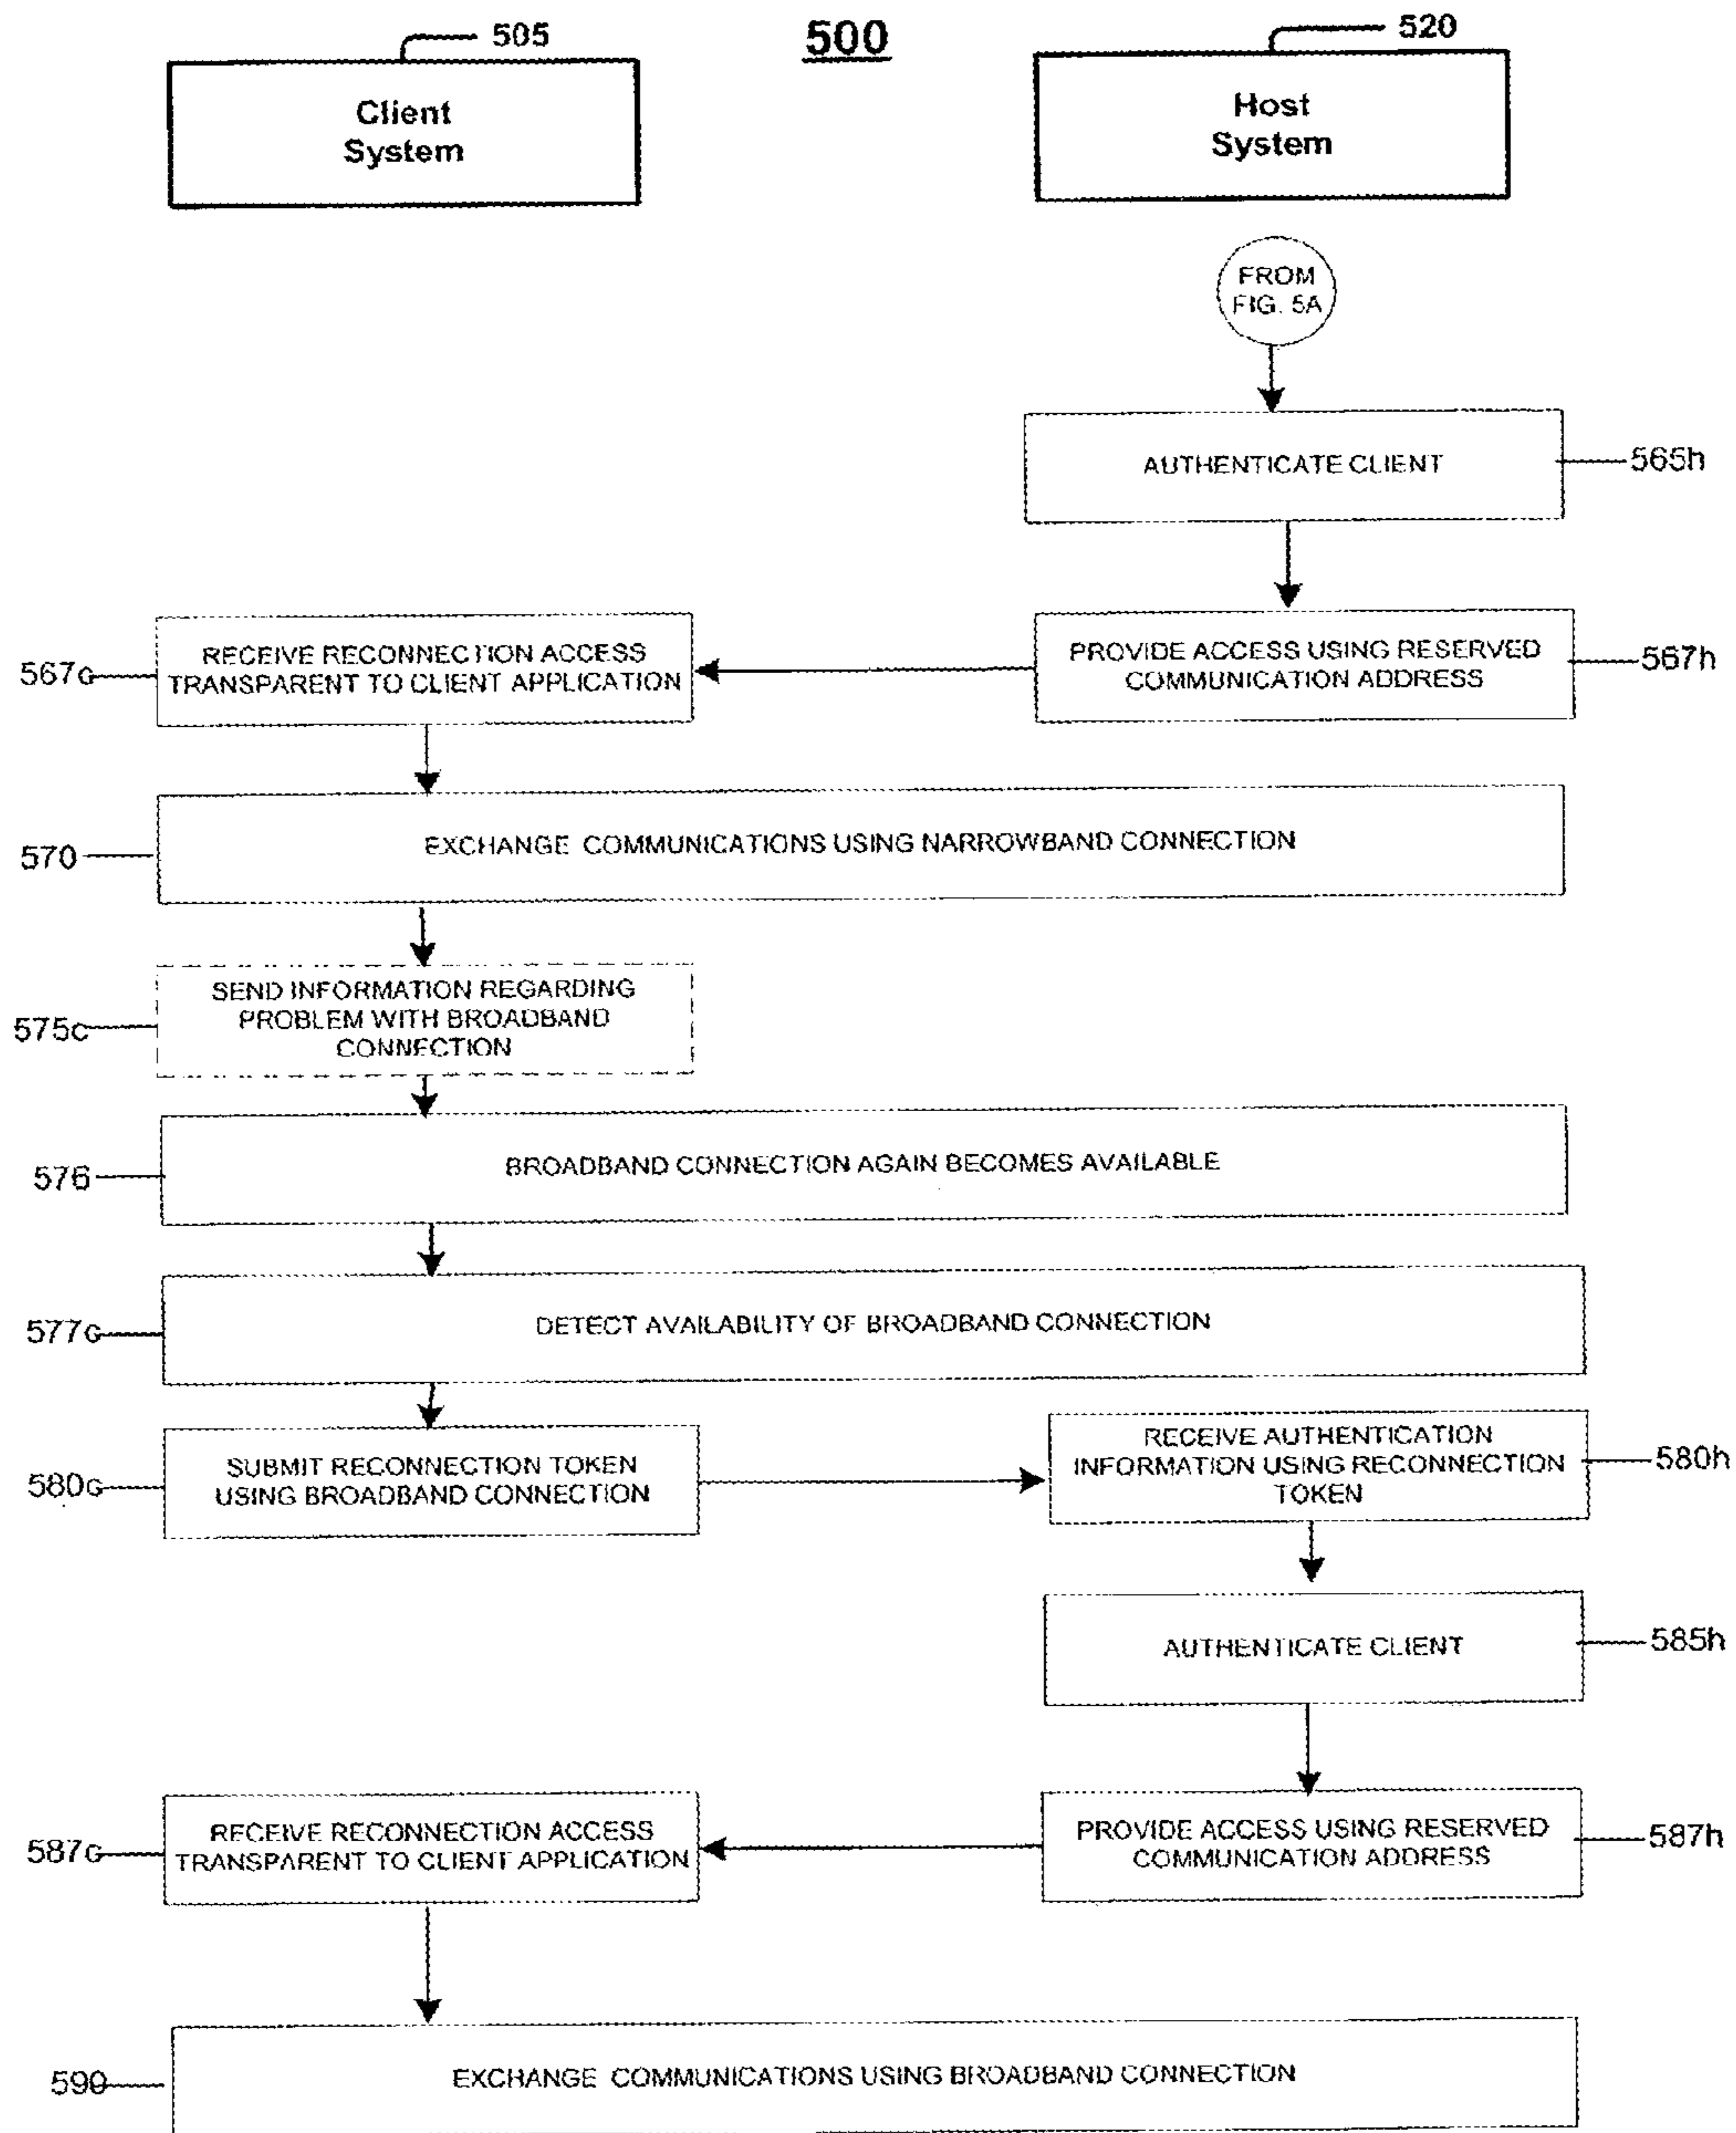 500
505
Client
System
520
Host
System
FROM
FIG. 5A
AUTHENTICATE CLIENT
565h
567c
RECEIVE RECONNECTION ACCESS
TRANSPARENT TO CLIENT APPLICATION
PROVIDE ACCESS USING RESERVED
COMMUNICATION ADDRESS
567h
570
EXCHANGE COMMUNICATIONS USING NARROWBAND CONNECTION
575c
SEND INFORMATION REGARDING
PROBLEM WITH BROADBAND
CONNECTION
576
BROADBAND CONNECTION AGAIN BECOMES AVAILABLE
577c
DETECT AVAILABILITY OF BROADBAND CONNECTION
580c
SUBMIT RECONNECTION TOKEN
USING BROADBAND CONNECTION
RECEIVE AUTHENTICATION
INFORMATION USING RECONNECTION
TOKEN
580h
AUTHENTICATE CLIENT
585h
587c
RECEIVE RECONNECTION ACCESS
TRANSPARENT TO CLIENT APPLICATION
PROVIDE ACCESS USING RESERVED
COMMUNICATION ADDRESS
587h
590
EXCHANGE COMMUNICATIONS USING BROADBAND CONNECTION